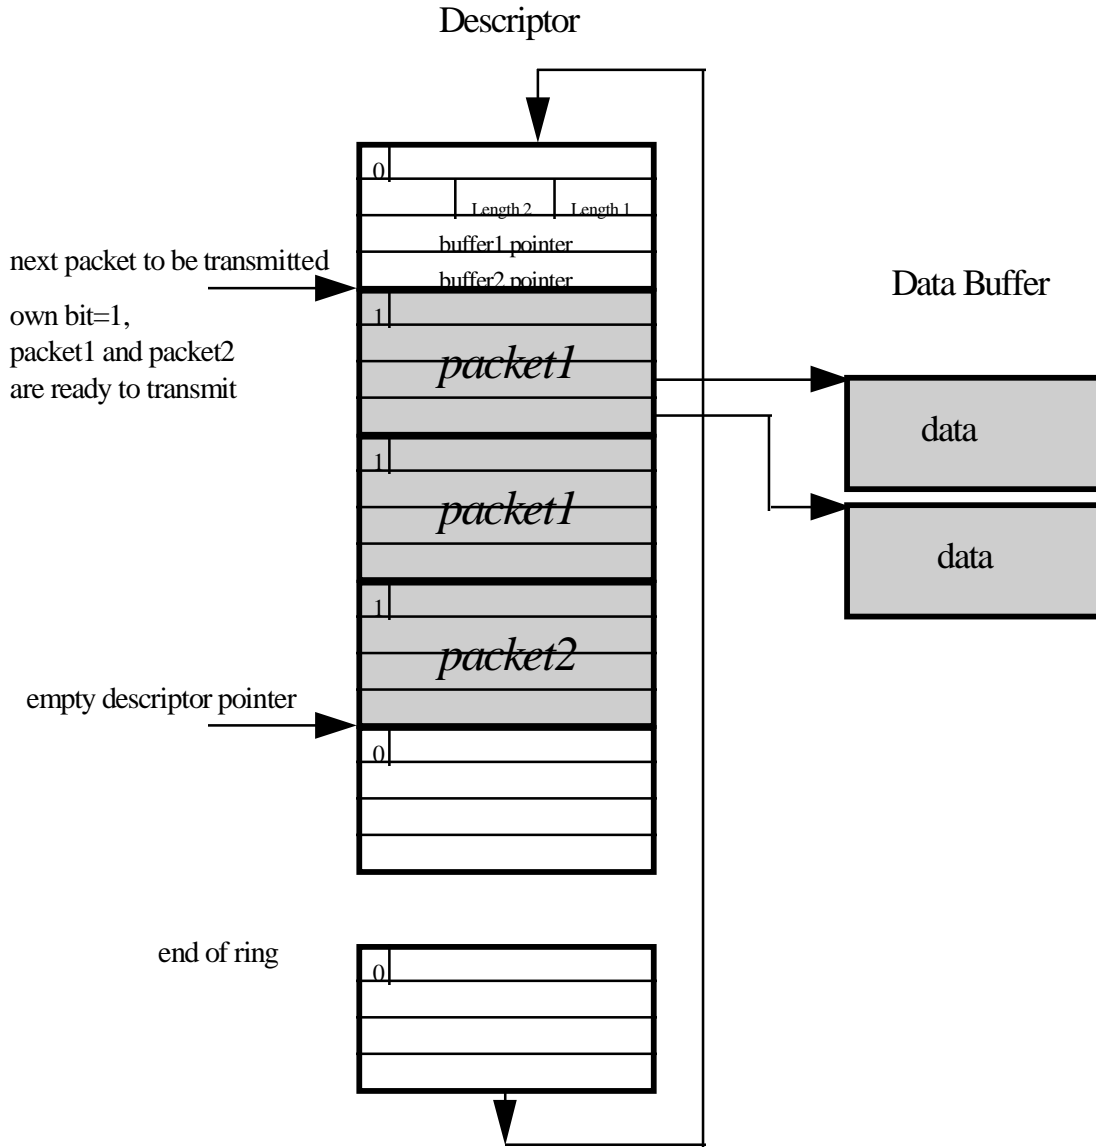 Descriptor
0
Length 2 Length 1
buffer1 pointer
buffer2 pointer
next packet to be transmitted
own bit=1,
packet1 and packet2
are ready to transmit
Data Buffer
1
packet1
data
1
packet1
data
1
packet2
empty descriptor pointer
0
end of ring
0